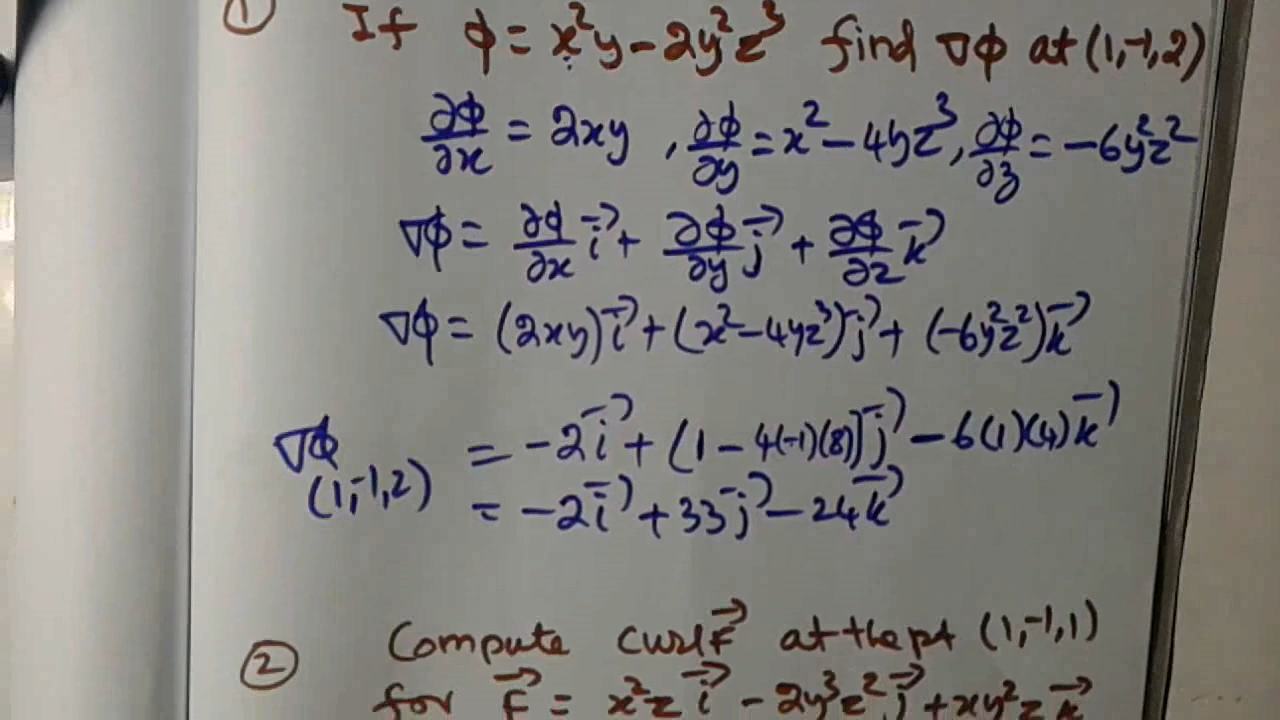 ① If ϕ = x²y - 2y²z³ find ∇ϕ at (1,-1,2)
∂ϕ/∂x = 2xy , ∂ϕ/∂y = x² - 4yz³, ∂ϕ/∂z = -6y²z²
∇ϕ = ∂ϕ/∂x i⃗ + ∂ϕ/∂y j⃗ + ∂ϕ/∂z k⃗
∇ϕ = (2xy)i⃗ + (x² - 4yz³)j⃗ + (-6y²z²)k⃗
∇ϕ(1,-1,2) = -2i⃗ + (1 - 4(-1)(8))j⃗ - 6(1)(4)k⃗
= -2i⃗ + 33j⃗ - 24k⃗
② Compute curl F⃗ at the pt (1,-1,1)
for F⃗ = x²z i⃗ - 2y³z² j⃗ + xy²z k⃗